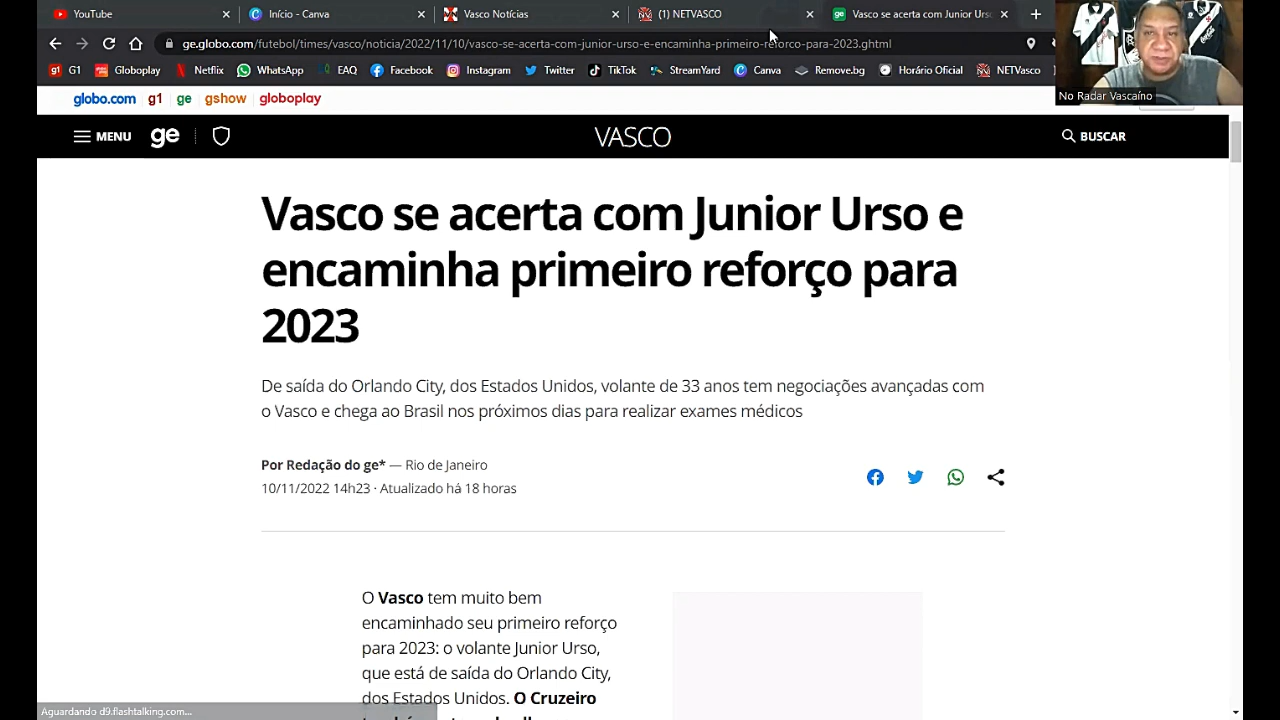 YouTube
Início - Canva
Vasco Notícias
(1) NETVASCO
Vasco se acerta com Junior Urso
ge.globo.com/futebol/times/vasco/noticia/2022/11/10/vasco-se-acerta-com-junior-urso-e-encaminha-primeiro-reforco-para-2023.ghtml
G1
Globoplay
Netflix
WhatsApp
EAQ
Facebook
Instagram
Twitter
TikTok
StreamYard
Canva
Remove.bg
Horário Oficial
NETVasco
No Radar Vascaíno
globo.com g1 ge gshow globoplay
MENU ge VASCO BUSCAR
Vasco se acerta com Junior Urso e
encaminha primeiro reforço para
2023
De saída do Orlando City, dos Estados Unidos, volante de 33 anos tem negociações avançadas com
o Vasco e chega ao Brasil nos próximos dias para realizar exames médicos
Por Redação do ge* — Rio de Janeiro
10/11/2022 14h23 · Atualizado há 18 horas
O Vasco tem muito bem
encaminhado seu primeiro reforço
para 2023: o volante Junior Urso,
que está de saída do Orlando City,
dos Estados Unidos. O Cruzeiro
Aguardando d9.flashtalking.com...